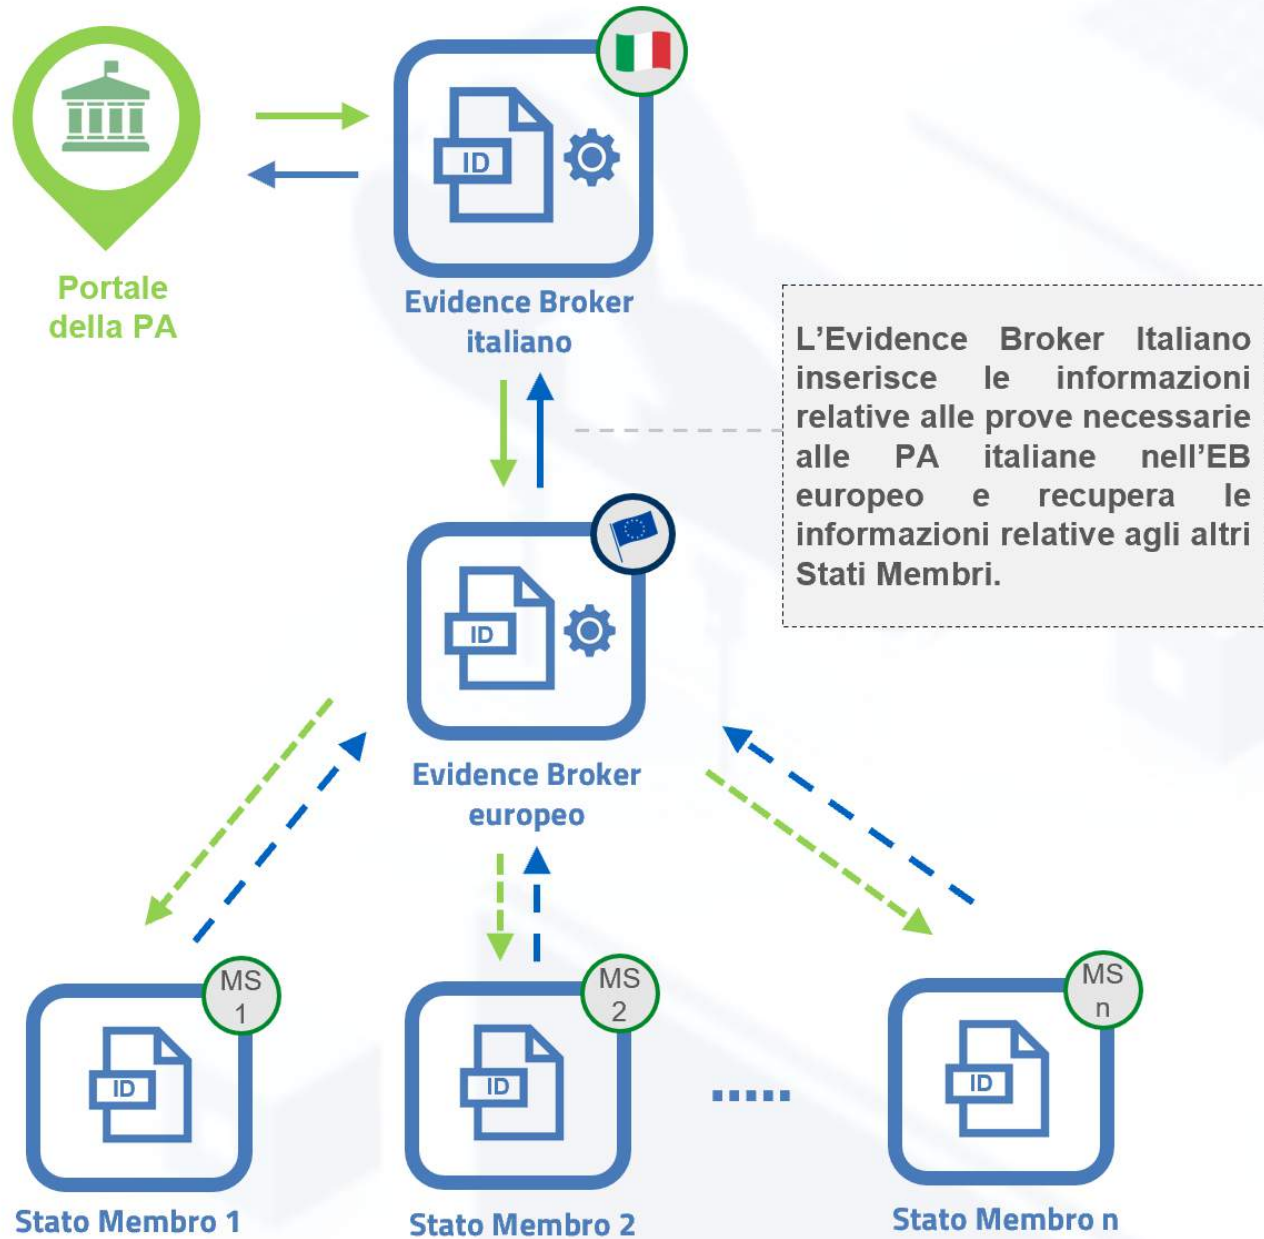 ID
Portale
della PA
Evidence Broker
italiano
L'Evidence Broker Italiano
inserisce le informazioni
relative alle prove necessarie
alle PA italiane nell'EB
europeo e recupera le
informazioni relative agli altri
Stati Membri.
ID
Evidence Broker
europeo
MS
1
ID
Stato Membro 1
MS
2
ID
Stato Membro 2
MS
n
ID
Stato Membro n